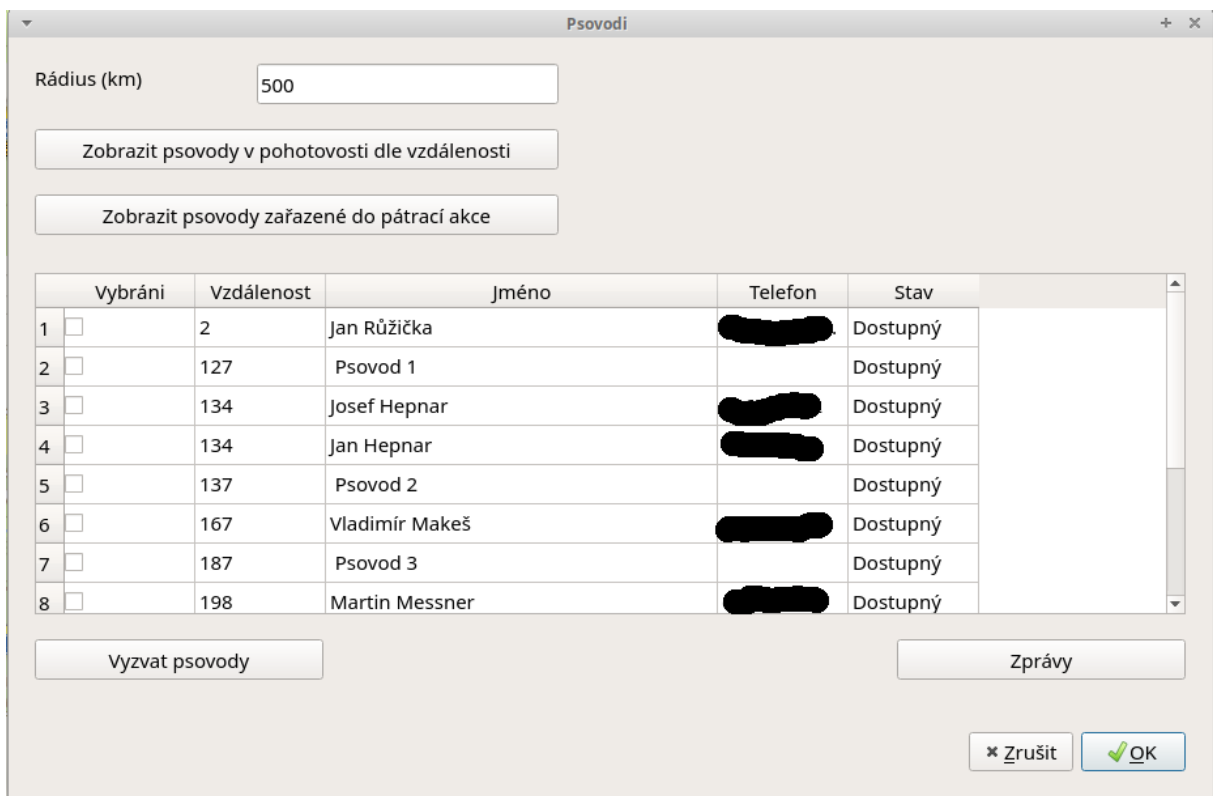 Psovodi
Rádius (km) 500
Zobrazit psovody v pohotovosti dle vzdálenosti
Zobrazit psovody zařazené do pátrací akce
Vybráni Vzdálenost Jméno Telefon Stav
1 2 Jan Růžička Dostupný
2 127 Psovod 1 Dostupný
3 134 Josef Hepnar Dostupný
4 134 Jan Hepnar Dostupný
5 137 Psovod 2 Dostupný
6 167 Vladimír Makeš Dostupný
7 187 Psovod 3 Dostupný
8 198 Martin Messner Dostupný
Vyzvat psovody Zprávy
Zrušit OK